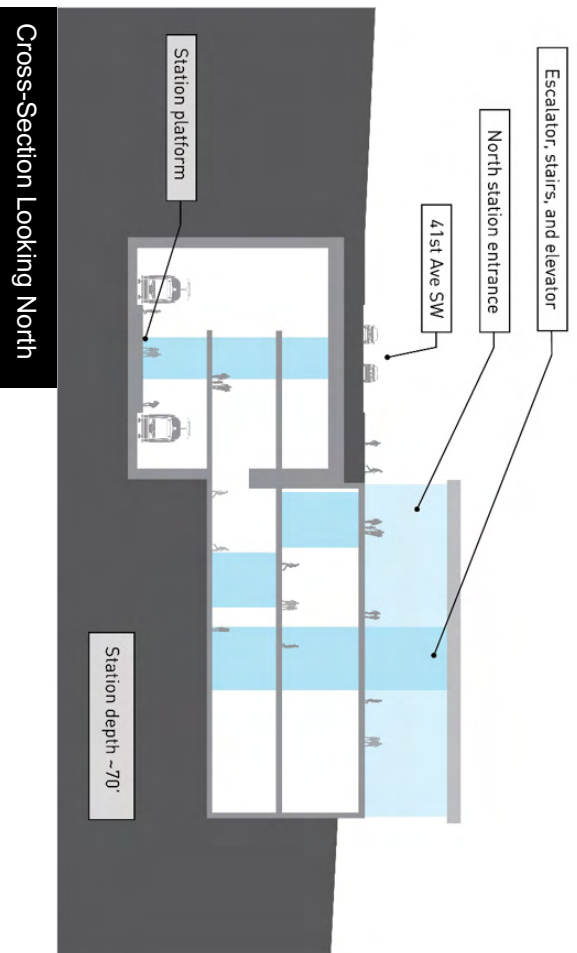 Escalator, stairs, and elevator
North station entrance
41st Ave SW
Station platform
Station depth ~70'
Cross-Section Looking North